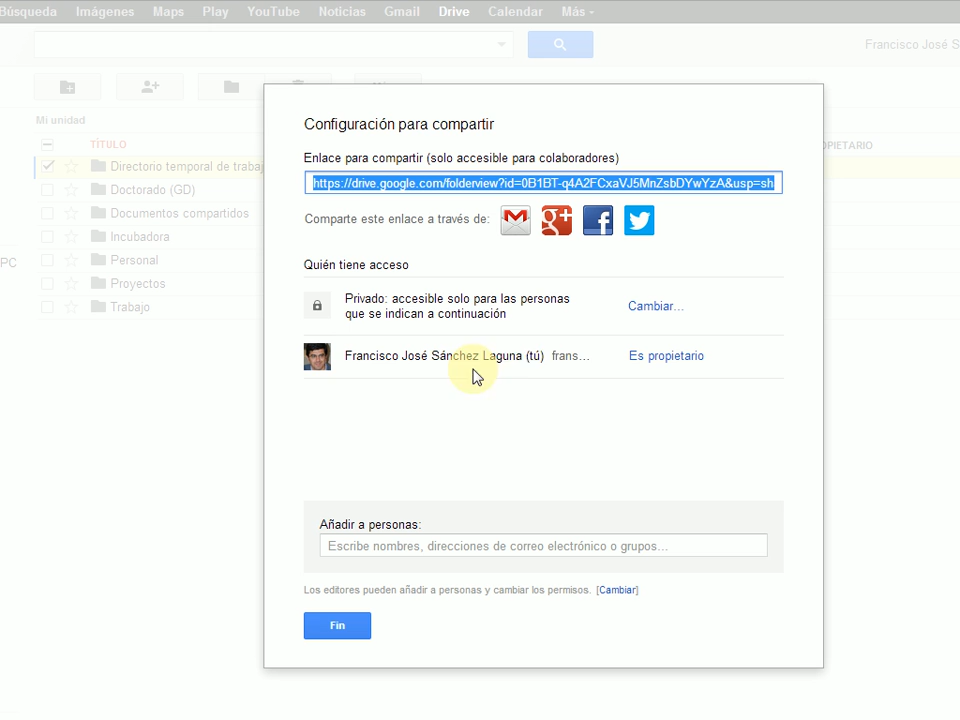 Búsqueda Imágenes Maps Play YouTube Noticias Gmail Drive Calendar Más
Francisco José S
Mi unidad
TÍTULO
PIETARIO
Directorio temporal de trabaj
Doctorado (GD)
Documentos compartidos
Incubadora
PC
Personal
Proyectos
Trabajo
Configuración para compartir
Enlace para compartir (solo accesible para colaboradores)
https://drive.google.com/folderview?id=0B1BT-q4A2FCxaVJ5MnZsbDYwYzA&usp=sh
Comparte este enlace a través de:
Quién tiene acceso
Privado: accesible solo para las personas
que se indican a continuación
Cambiar...
Francisco José Sánchez Laguna (tú) frans... Es propietario
Añadir a personas:
Escribe nombres, direcciones de correo electrónico o grupos...
Los editores pueden añadir a personas y cambiar los permisos. [Cambiar]
Fin